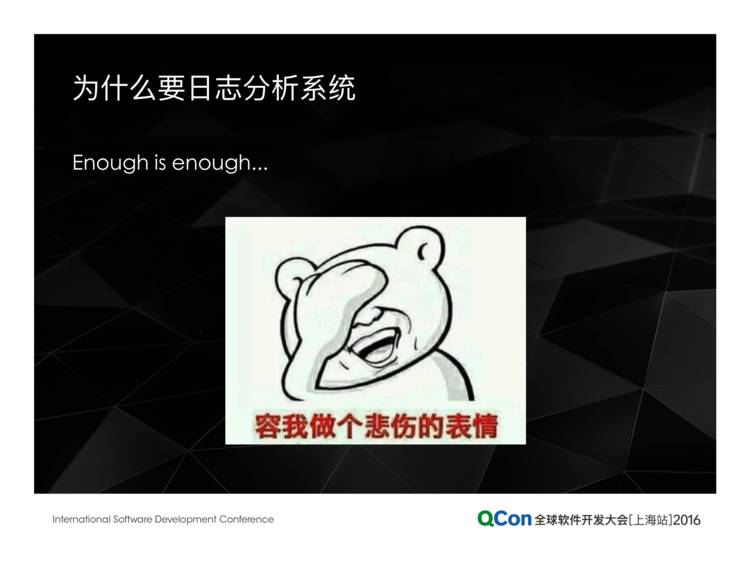 为什么要日志分析系统
Enough is enough...
容我做个悲伤的表情
International Software Development Conference
QCon 全球软件开发大会[上海站]2016